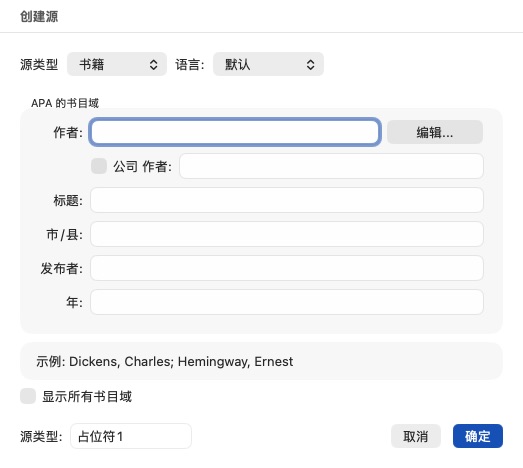 创建源
源类型 书籍 语言: 默认
APA 的书目域
作者: 编辑...
公司 作者:
标题:
市/县:
发布者:
年:
示例: Dickens, Charles; Hemingway, Ernest
显示所有书目域
源类型: 占位符1 取消 确定